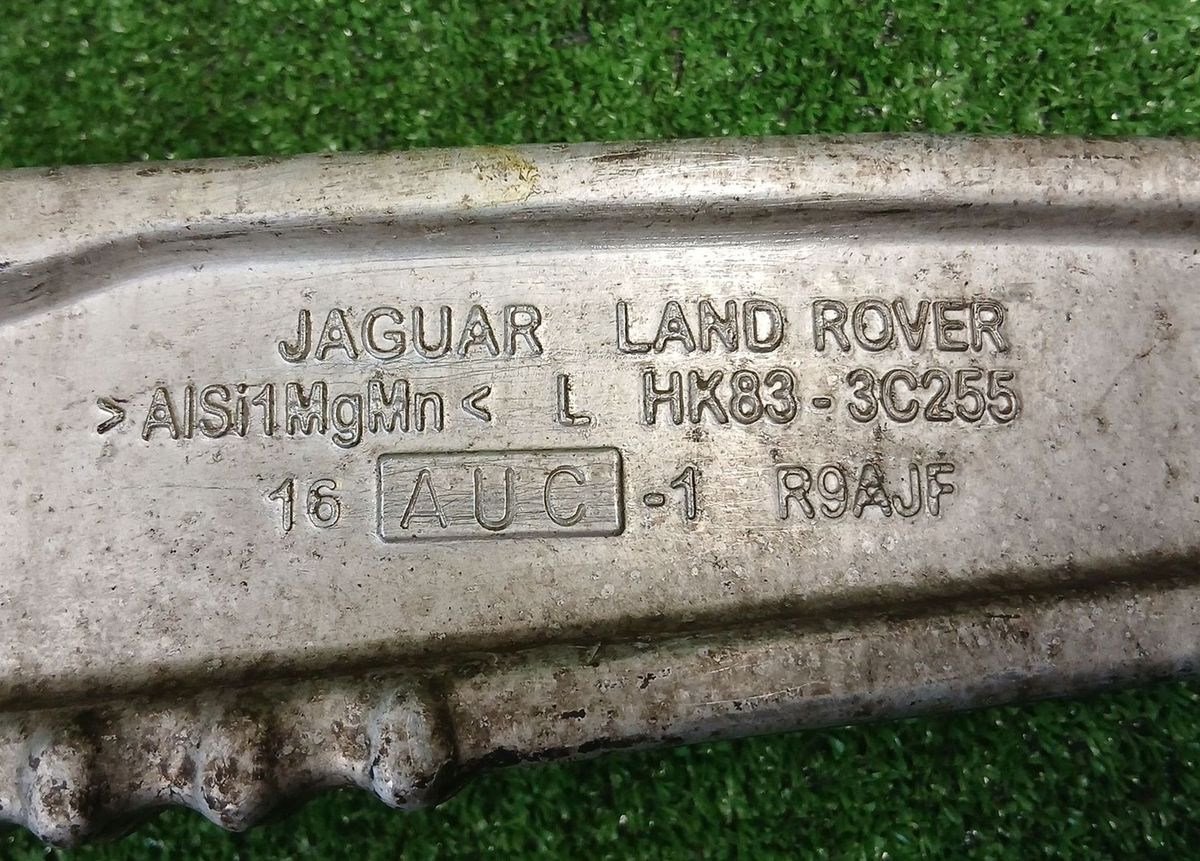 JAGUAR LAND ROVER
>AlSi1MgMn< L HK83-3C255
16 AUC -1 R9AJF